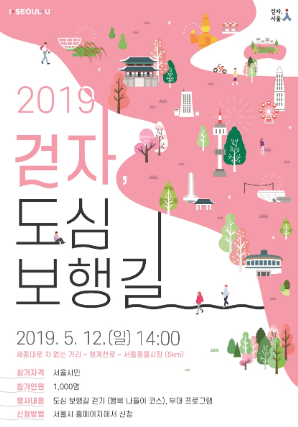 I·SEOUL·U
걷자,
서울
2019
걷자,
도심
보행길
2019. 5. 12.(일) 14:00
세종대로 차 없는 거리 ~ 청계천로 ~ 서울풍물시장 (5km)
참가자격 서울시민
참가인원 1,000명
행사내용 도심 보행길 걷기 (행복 나들이 코스), 부대 프로그램
신청방법 서울시 홈페이지에서 신청